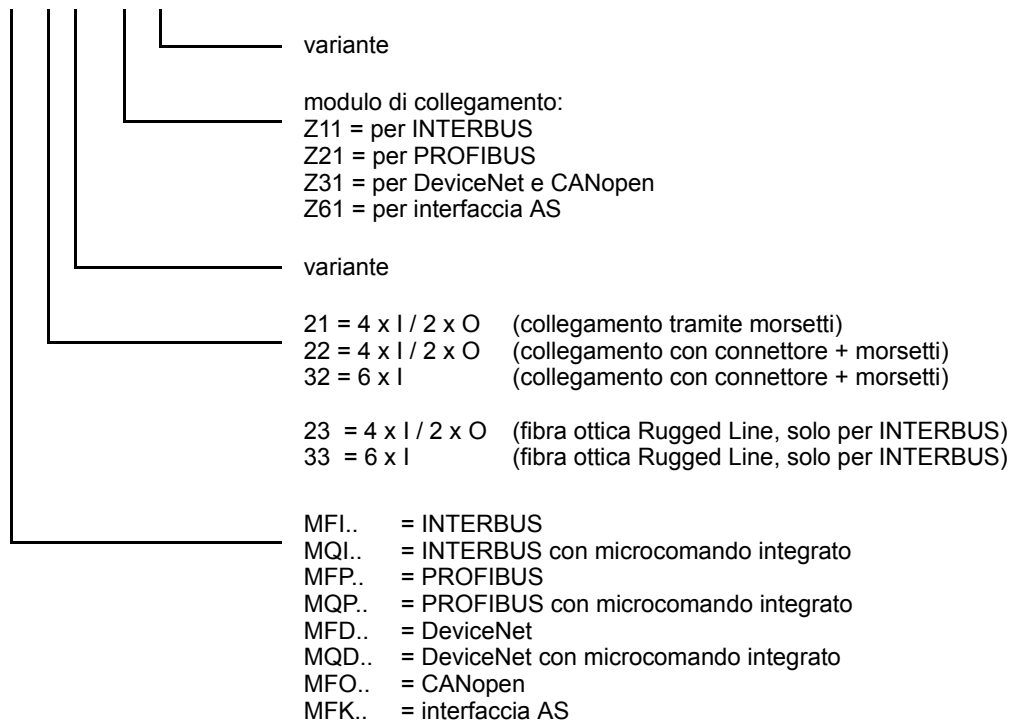 variante
modulo di collegamento:
Z11 = per INTERBUS
Z21 = per PROFIBUS
Z31 = per DeviceNet e CANopen
Z61 = per interfaccia AS
variante
21 = 4 x I / 2 x O (collegamento tramite morsetti)
22 = 4 x I / 2 x O (collegamento con connettore + morsetti)
32 = 6 x I (collegamento con connettore + morsetti)
23 = 4 x I / 2 x O (fibra ottica Rugged Line, solo per INTERBUS)
33 = 6 x I (fibra ottica Rugged Line, solo per INTERBUS)
MFI.. = INTERBUS
MQI.. = INTERBUS con microcomando integrato
MFP.. = PROFIBUS
MQP.. = PROFIBUS con microcomando integrato
MFD.. = DeviceNet
MQD.. = DeviceNet con microcomando integrato
MFO.. = CANopen
MFK.. = interfaccia AS